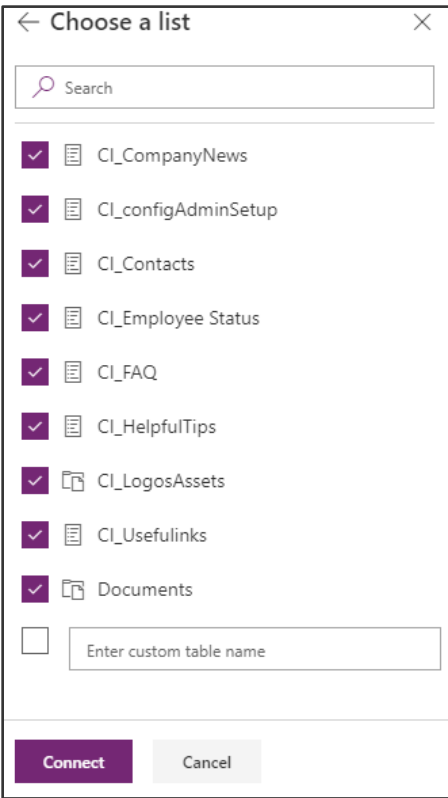 Choose a list
Search
CI_CompanyNews
CI_configAdminSetup
CI_Contacts
CI_Employee Status
CI_FAQ
CI_HelpfulTips
CI_LogosAssets
CI_Usefulinks
Documents
Enter custom table name
Connect Cancel